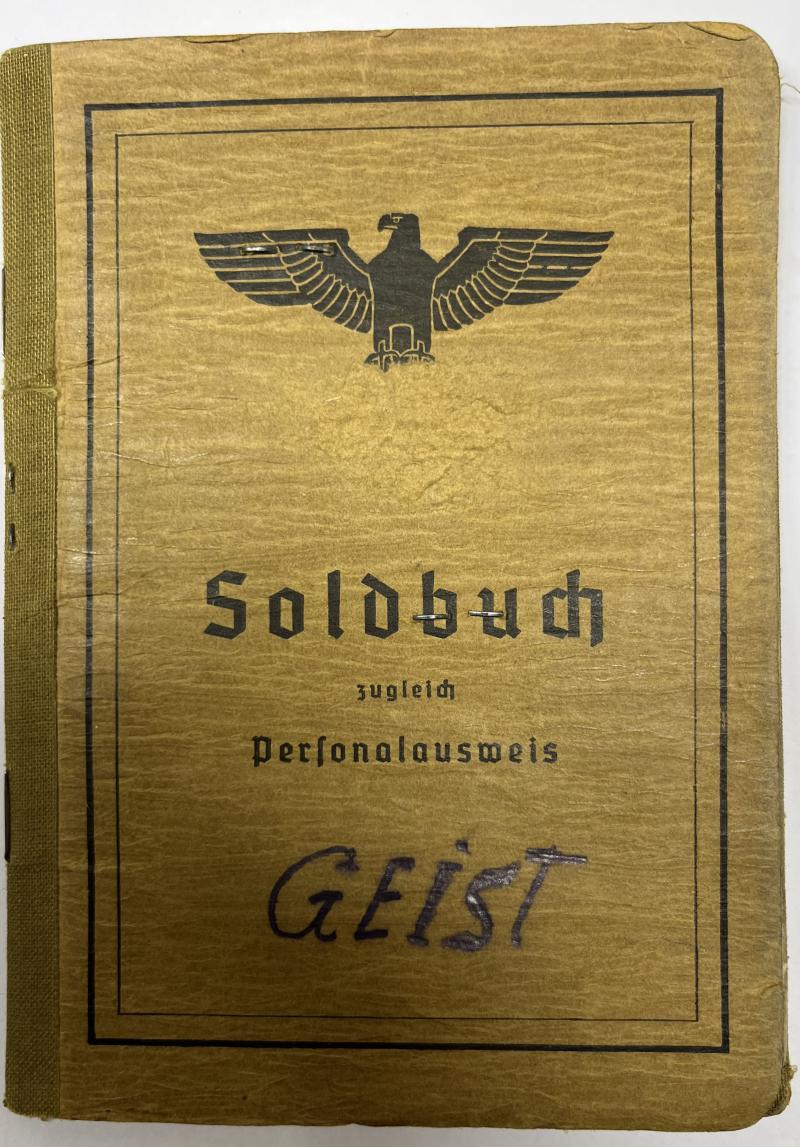 Soldbuch
zugleich
Perſonalausweis
GEiST